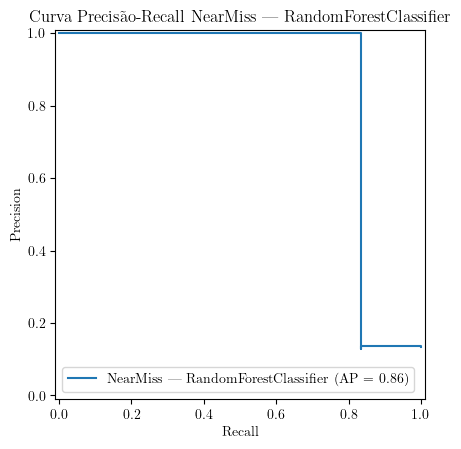 Curva Precisão-Recall NearMiss — RandomForestClassifier
1.0
0.8
0.6
0.4
0.2
0.0
Precision
NearMiss — RandomForestClassifier (AP = 0.86)
0.0 0.2 0.4 0.6 0.8 1.0
Recall